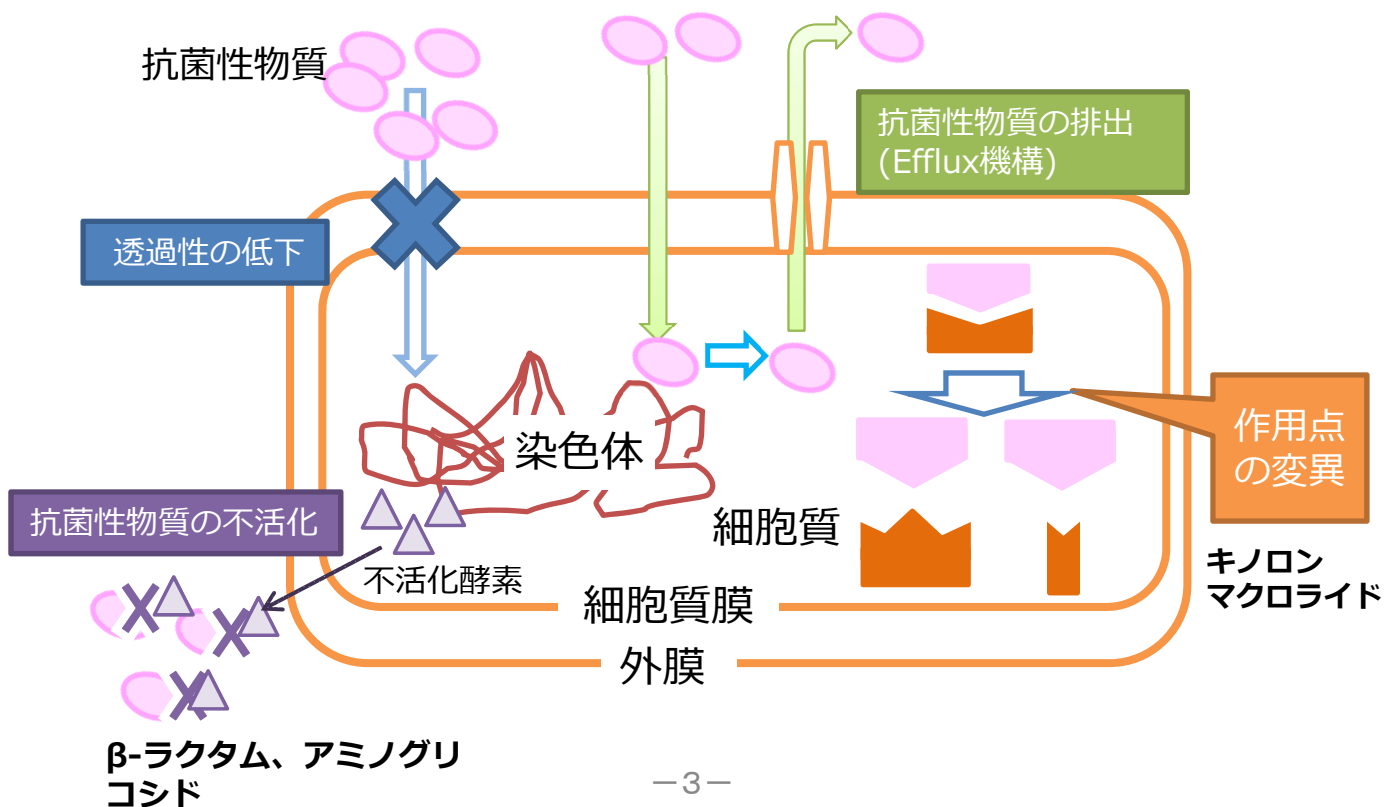 抗菌性物質
抗菌性物質の排出
(Efflux機構)
透過性の低下
染色体
作用点
の変異
抗菌性物質の不活化
細胞質
不活化酵素
キノロン
マクロライド
細胞質膜
外膜
β-ラクタム、アミノグリ
コシド
－3－